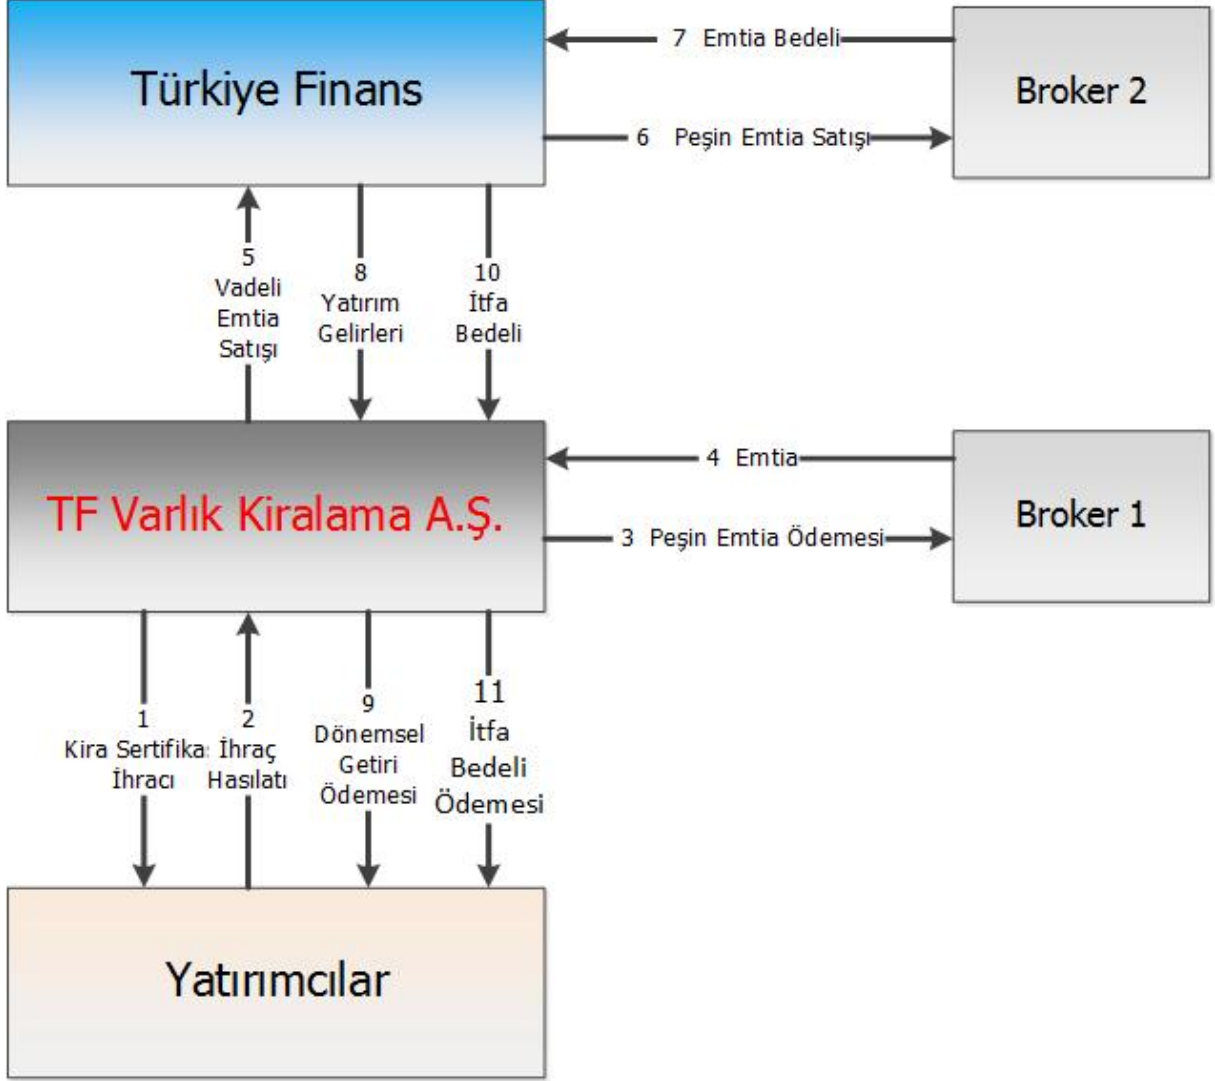 Türkiye Finans
7 Emtia Bedeli
6 Peşin Emtia Satışı
Broker 2
5
Vadeli
Emtia
Satışı
8
Yatırım
Gelirleri
10
İtfa
Bedeli
TF Varlık Kiralama A.Ş.
4 Emtia
3 Peşin Emtia Ödemesi
Broker 1
1
Kira Sertifika
İhracı
2
İhraç
Hasılatı
9
Dönemsel
Getiri
Ödemesi
11
İtfa
Bedeli
Ödemesi
Yatırımcılar